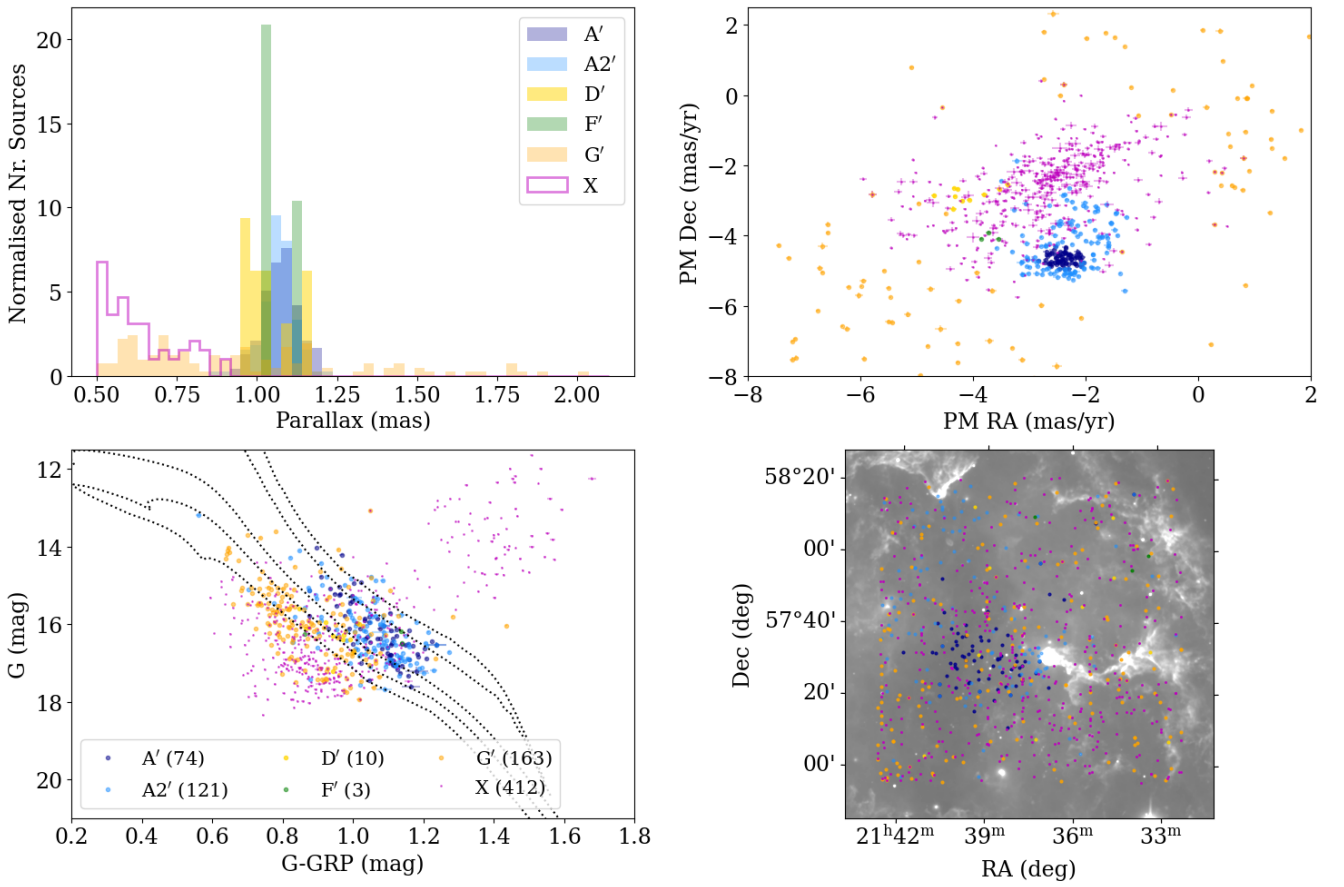 20
15
10
5
0
Normalised Nr. Sources
A′
A2′
D′
F′
G′
X
0.50 0.75 1.00 1.25 1.50 1.75 2.00
Parallax (mas)
2
0
−2
−4
−6
−8
PM Dec (mas/yr)
−8 −6 −4 −2 0 2
PM RA (mas/yr)
12
14
16
18
20
G (mag)
A′ (74) D′ (10) G′ (163)
A2′ (121) F′ (3) X (412)
0.2 0.4 0.6 0.8 1.0 1.2 1.4 1.6 1.8
G-GRP (mag)
58°20'
00'
57°40'
20'
00'
Dec (deg)
21ʰ42ᵐ 39ᵐ 36ᵐ 33ᵐ
RA (deg)